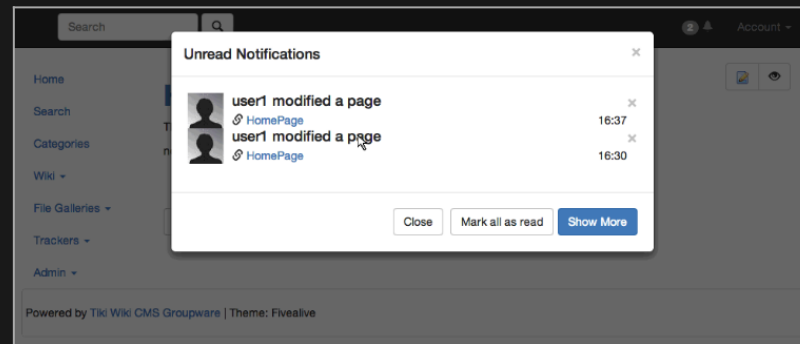 Search
2
Account
Unread Notifications
×
Home
user1 modified a page
×
HomePage
16:37
Search
user1 modified a page
×
HomePage
16:30
Categories
Wiki
File Galleries
Close
Mark all as read
Show More
Trackers
Admin
Powered by Tiki Wiki CMS Groupware | Theme: Fivealive